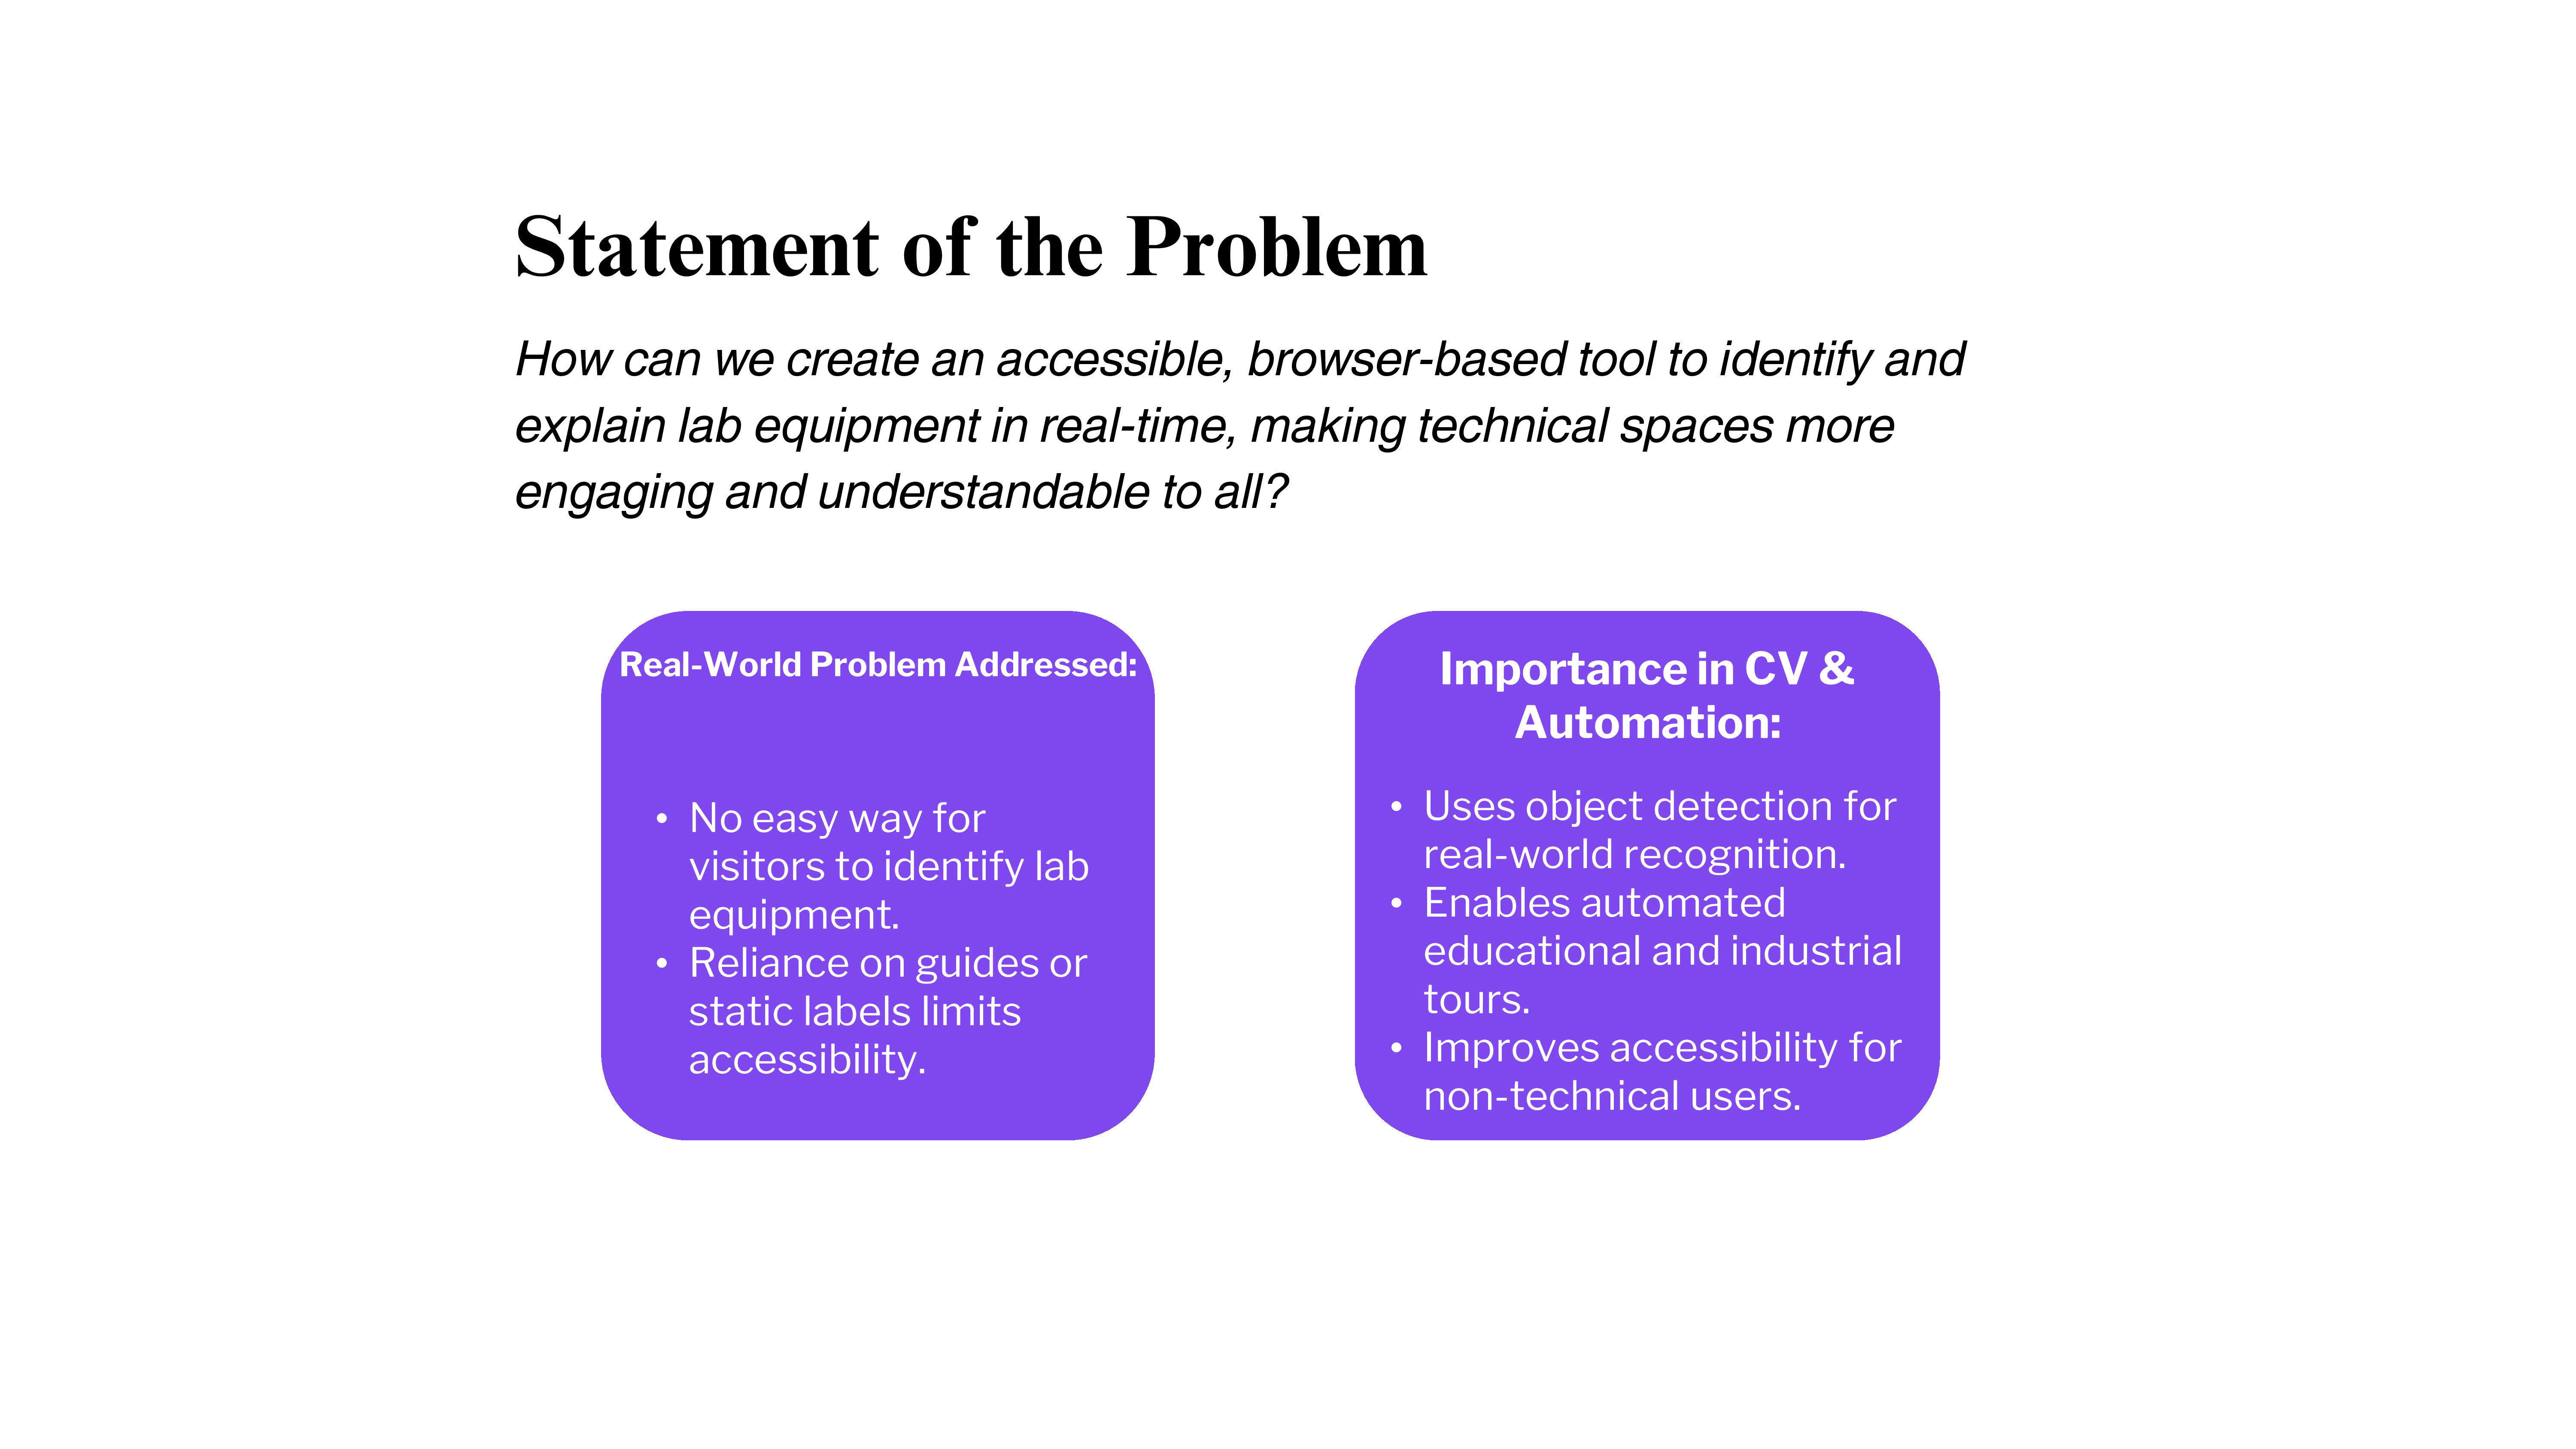 Statement of the Problem
How can we create an accessible, browser-based tool to identify and
explain lab equipment in real-time, making technical spaces more
engaging and understandable to all?
Real-World Problem Addressed:
• No easy way for
visitors to identify lab
equipment.
• Reliance on guides or
static labels limits
accessibility.
Importance in CV &
Automation:
• Uses object detection for
real-world recognition.
• Enables automated
educational and industrial
tours.
• Improves accessibility for
non-technical users.